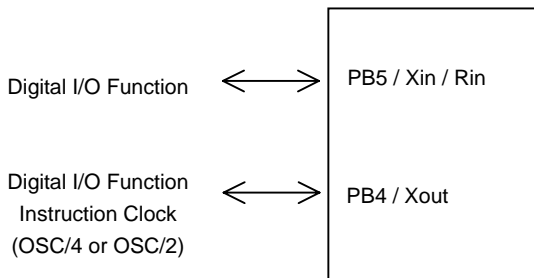 Digital I/O Function
PB5 / Xin / Rin
Digital I/O Function
Instruction Clock
(OSC/4 or OSC/2)
PB4 / Xout